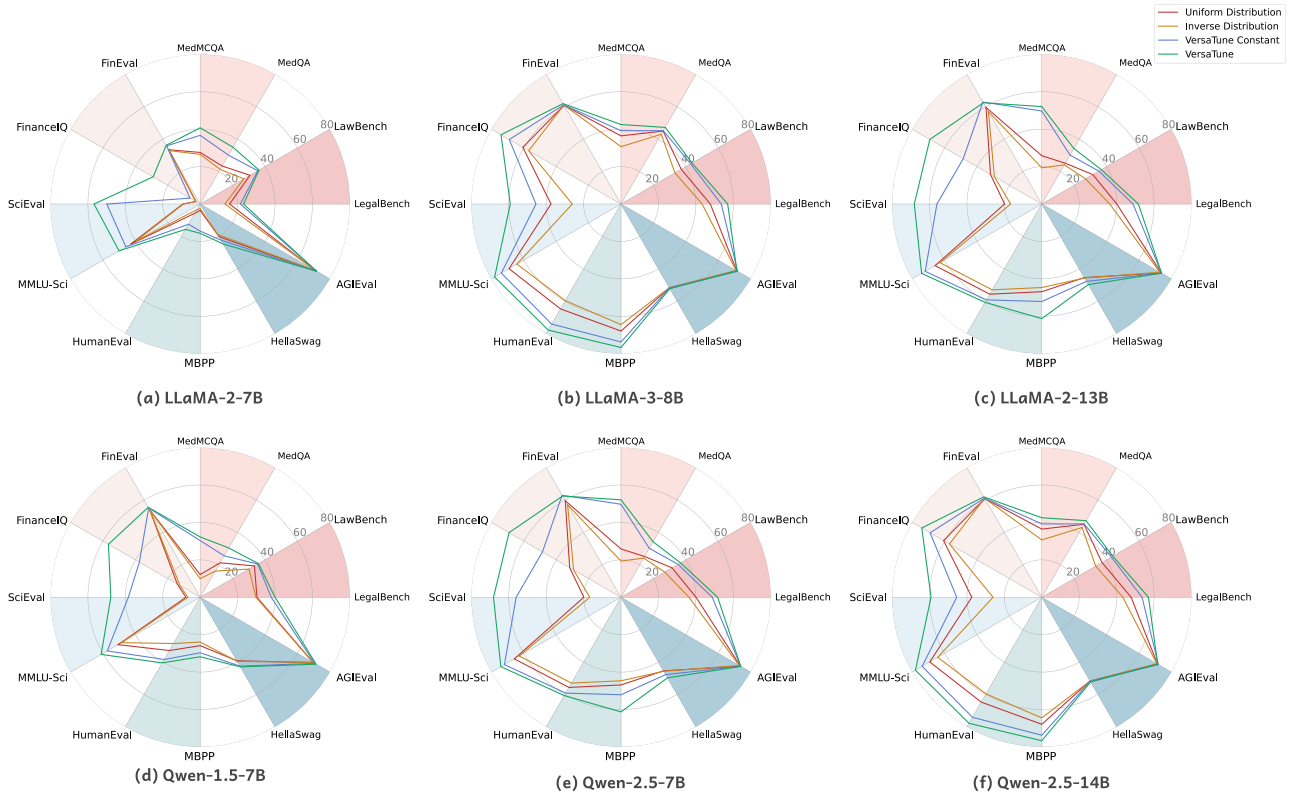 Uniform Distribution
Inverse Distribution
VersaTune Constant
VersaTune
MedMCQA
MedQA
FinEval
LawBench
FinanceIQ
80
60
40
20
SciEval
LegalBench
MMLU-Sci
AGIEval
HumanEval
HellaSwag
MBPP
(a) LLaMA-2-7B
MedMCQA
MedQA
FinEval
LawBench
FinanceIQ
80
60
40
20
SciEval
LegalBench
MMLU-Sci
AGIEval
HumanEval
HellaSwag
MBPP
(b) LLaMA-3-8B
MedMCQA
MedQA
FinEval
LawBench
FinanceIQ
80
60
40
20
SciEval
LegalBench
MMLU-Sci
AGIEval
HumanEval
HellaSwag
MBPP
(c) LLaMA-2-13B
MedMCQA
MedQA
FinEval
LawBench
FinanceIQ
80
60
40
20
SciEval
LegalBench
MMLU-Sci
AGIEval
HumanEval
HellaSwag
MBPP
(d) Qwen-1.5-7B
MedMCQA
MedQA
FinEval
LawBench
FinanceIQ
80
60
40
20
SciEval
LegalBench
MMLU-Sci
AGIEval
HumanEval
HellaSwag
MBPP
(e) Qwen-2.5-7B
MedMCQA
MedQA
FinEval
LawBench
FinanceIQ
80
60
40
20
SciEval
LegalBench
MMLU-Sci
AGIEval
HumanEval
HellaSwag
MBPP
(f) Qwen-2.5-14B